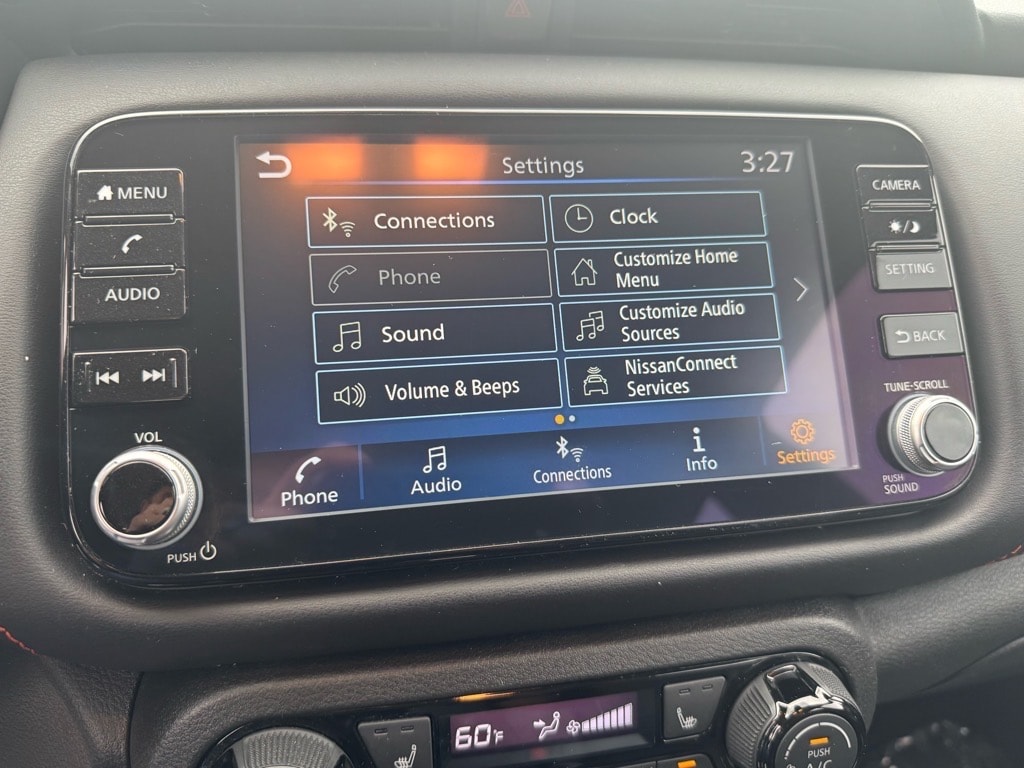 Settings
3:27
MENU
AUDIO
VOL
PUSH
Connections
Clock
Phone
Customize Home
Menu
Sound
Customize Audio
Sources
Volume & Beeps
NissanConnect
Services
Phone
Audio
Connections
Info
Settings
CAMERA
SETTING
BACK
TUNE-SCROLL
PUSH
SOUND
60°F
PUSH
A/C